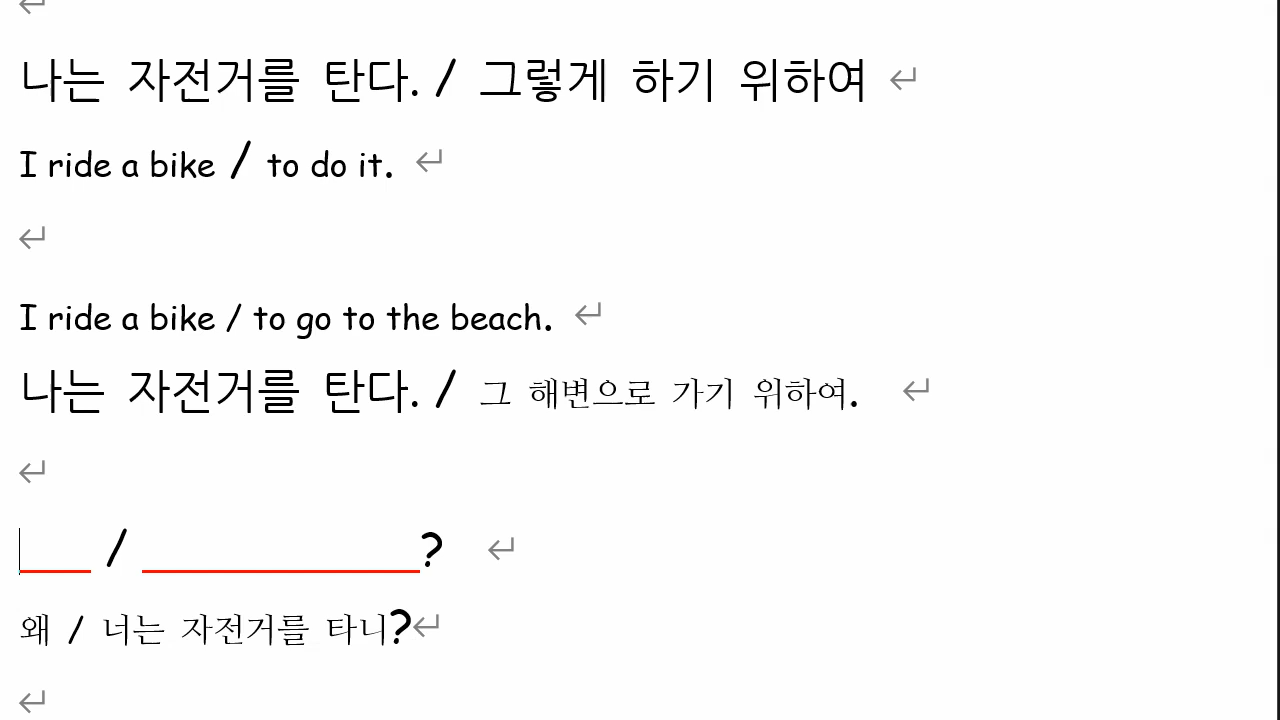 나는 자전거를 탄다. / 그렇게 하기 위하여
I ride a bike / to do it.
I ride a bike / to go to the beach.
나는 자전거를 탄다. / 그 해변으로 가기 위하여.
/ ?
왜 / 너는 자전거를 타니?